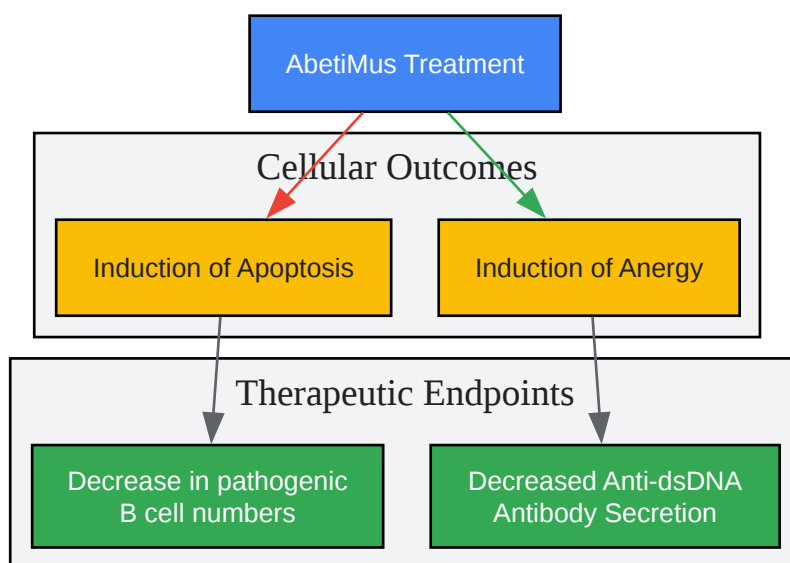 AbetiMus Treatment
Cellular Outcomes
Induction of Apoptosis
Induction of Anergy
Therapeutic Endpoints
Decrease in pathogenic
B cell numbers
Decreased Anti-dsDNA
Antibody Secretion